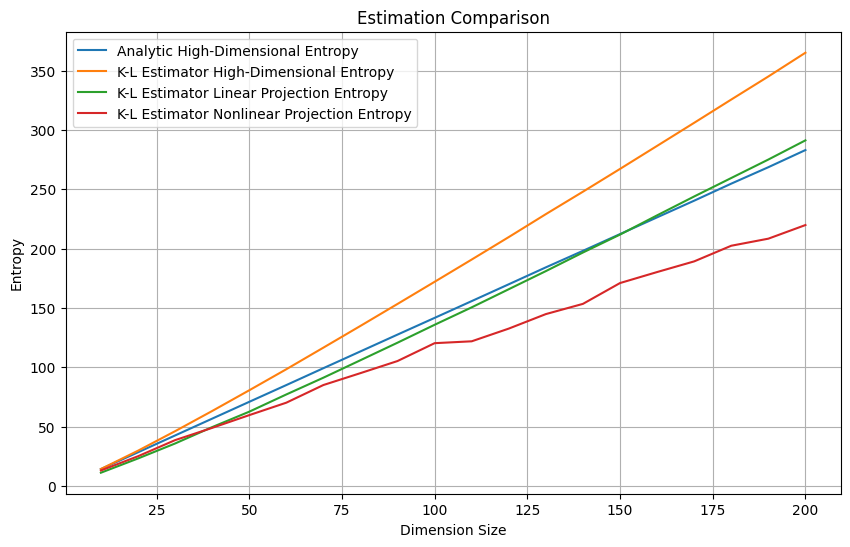 Estimation Comparison
Analytic High-Dimensional Entropy
K-L Estimator High-Dimensional Entropy
K-L Estimator Linear Projection Entropy
K-L Estimator Nonlinear Projection Entropy
Entropy
350
300
250
200
150
100
50
0
25 50 75 100 125 150 175 200
Dimension Size